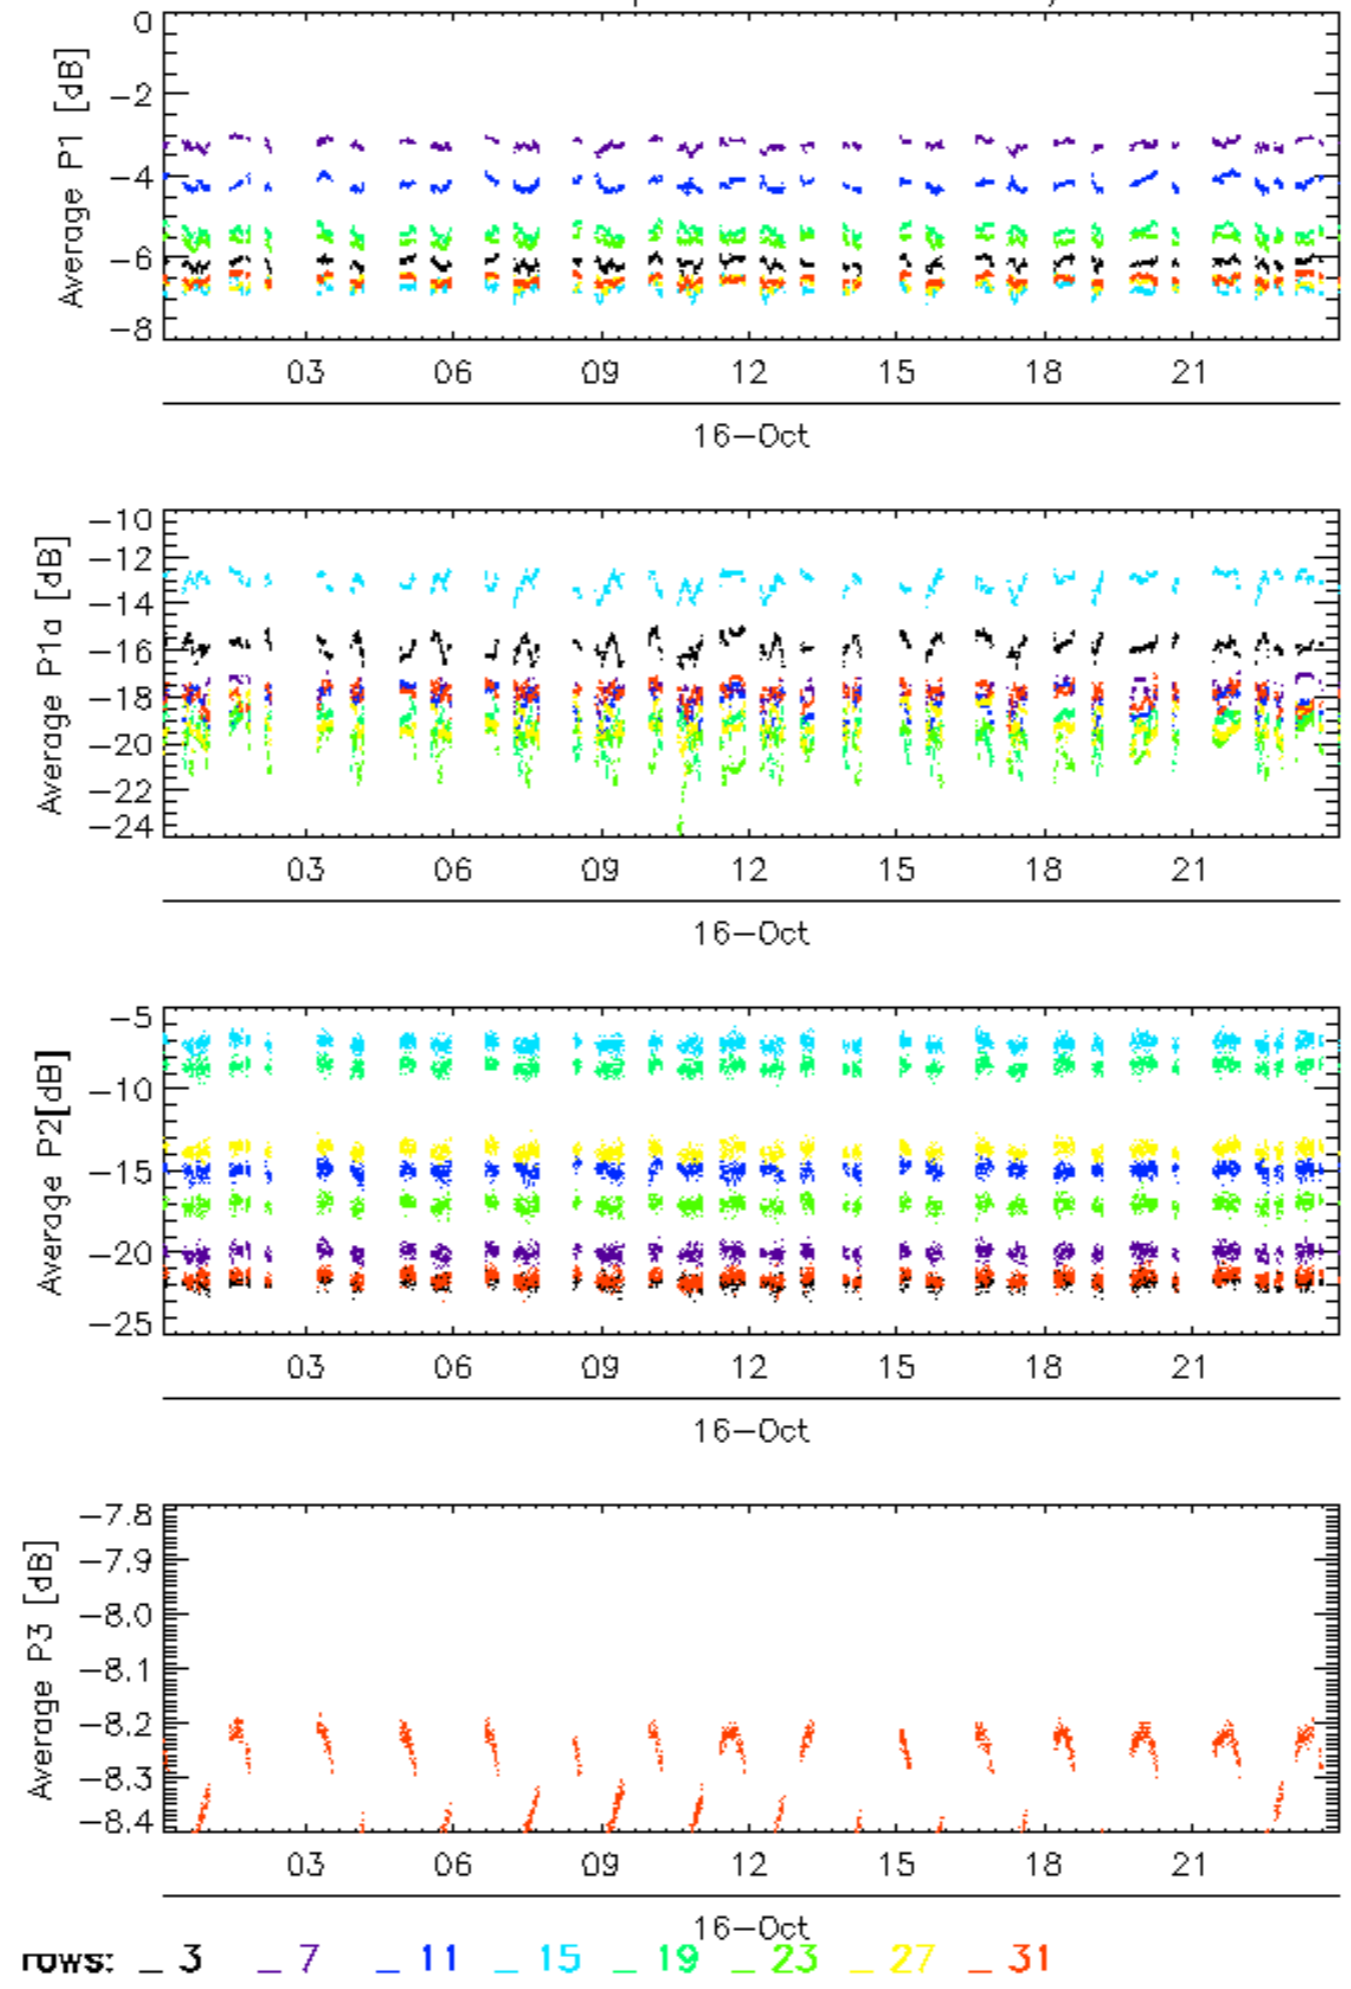 0
-2
-4
-6
-8
Average P1 [dB]
03 06 09 12 15 18 21
16-Oct
-10
-12
-14
-16
-18
-20
-22
-24
Average P1a [dB]
03 06 09 12 15 18 21
16-Oct
-5
-10
-15
-20
-25
Average P2[dB]
03 06 09 12 15 18 21
16-Oct
-7.8
-7.9
-8.0
-8.1
-8.2
-8.3
-8.4
Average P3 [dB]
03 06 09 12 15 18 21
16-Oct
rows: _ 3 _ 7 _ 11 _ 15 _ 19 _ 23 _ 27 _ 31